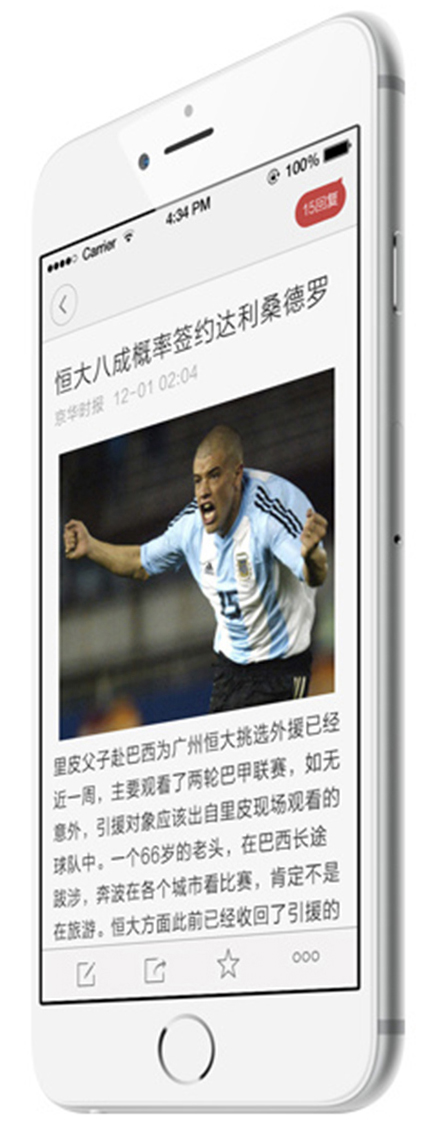 Carrier 4:34 PM 100%
15回复
恒大八成概率签约达利桑德罗
京华时报 12-01 02:04
15
11
里皮父子赴巴西为广州恒大挑选外援已经
近一周，主要观看了两轮巴甲联赛，如无
意外，引援对象应该出自里皮现场观看的
球队中。一个66岁的老头，在巴西长途
跋涉，奔波在各个城市看比赛，肯定不是
在旅游。恒大方面此前已经收回了引援的